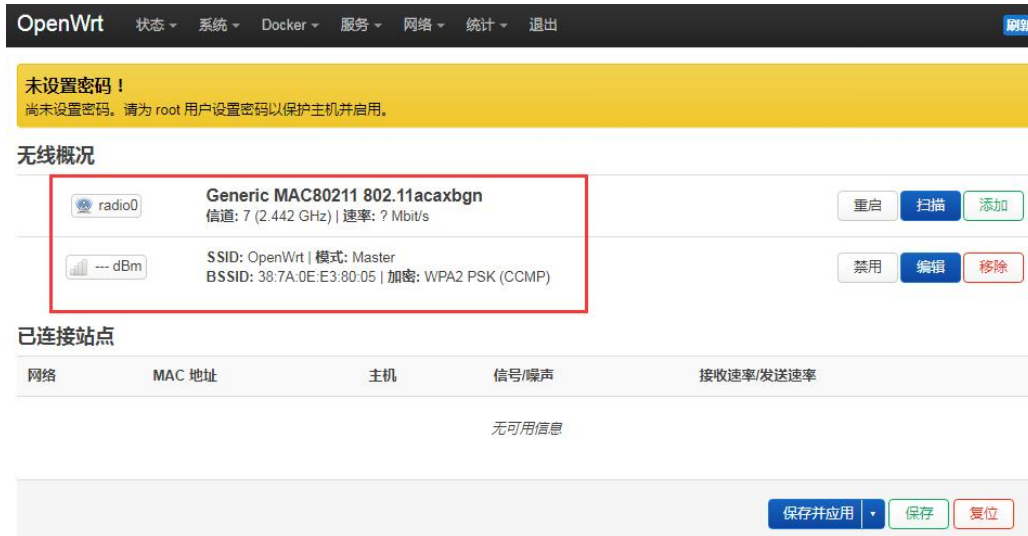 OpenWrt 状态 系统 Docker 服务 网络 统计 退出
未设置密码！
尚未设置密码。请为 root 用户设置密码以保护主机并启用。
无线概况
radio0 Generic MAC80211 802.11acaxbgn 重启 扫描 添加
信道: 7 (2.442 GHz) | 速率: ? Mbit/s
--- dBm SSID: OpenWrt | 模式: Master 禁用 编辑 移除
BSSID: 38:7A:0E:E3:80:05 | 加密: WPA2 PSK (CCMP)
已连接站点
网络 MAC 地址 主机 信号/噪声 接收速率/发送速率
无可用信息
保存并应用 保存 复位